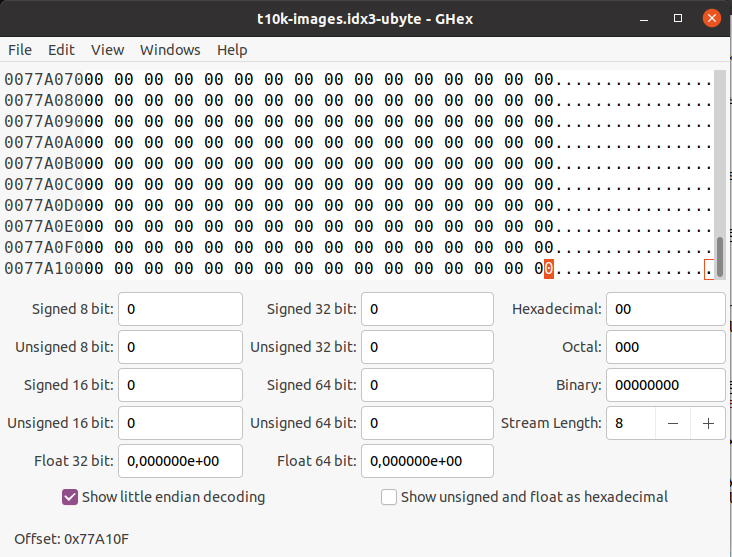 t10k-images.idx3-ubyte - GHex
File Edit View Windows Help
0077A07000 00 00 00 00 00 00 00 00 00 00 00 00 00 00 00................
0077A08000 00 00 00 00 00 00 00 00 00 00 00 00 00 00 00................
0077A09000 00 00 00 00 00 00 00 00 00 00 00 00 00 00 00................
0077A0A000 00 00 00 00 00 00 00 00 00 00 00 00 00 00 00................
0077A0B000 00 00 00 00 00 00 00 00 00 00 00 00 00 00 00................
0077A0C000 00 00 00 00 00 00 00 00 00 00 00 00 00 00 00................
0077A0D000 00 00 00 00 00 00 00 00 00 00 00 00 00 00 00................
0077A0E000 00 00 00 00 00 00 00 00 00 00 00 00 00 00 00................
0077A0F000 00 00 00 00 00 00 00 00 00 00 00 00 00 00 00................
0077A10000 00 00 00 00 00 00 00 00 00 00 00 00 00 00 00................
Signed 8 bit: 0 Signed 32 bit: 0 Hexadecimal: 00
Unsigned 8 bit: 0 Unsigned 32 bit: 0 Octal: 000
Signed 16 bit: 0 Signed 64 bit: 0 Binary: 00000000
Unsigned 16 bit: 0 Unsigned 64 bit: 0 Stream Length: 8 − +
Float 32 bit: 0,000000e+00 Float 64 bit: 0,000000e+00
Show little endian decoding Show unsigned and float as hexadecimal
Offset: 0x77A10F